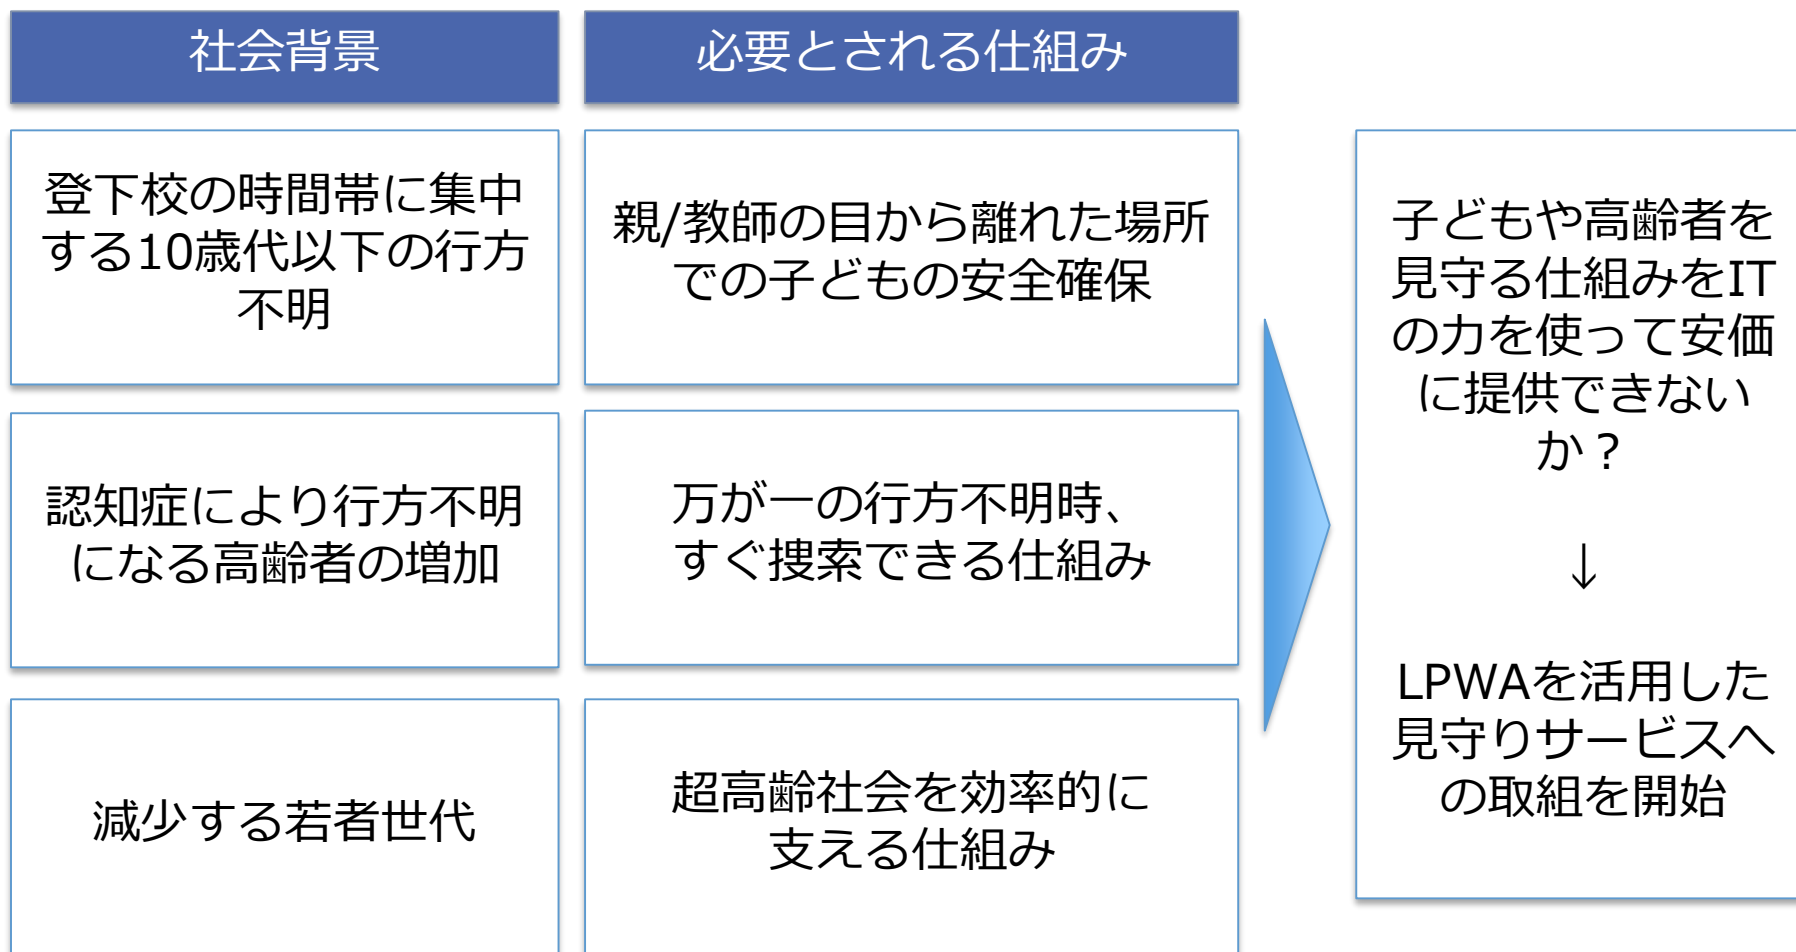 社会背景
必要とされる仕組み
登下校の時間帯に集中
する10歳代以下の行方
不明
親/教師の目から離れた場所
での子どもの安全確保
認知症により行方不明
になる高齢者の増加
万が一の行方不明時、
すぐ捜索できる仕組み
減少する若者世代
超高齢社会を効率的に
支える仕組み
子どもや高齢者を
見守る仕組みをIT
の力を使って安価
に提供できない
か？
↓
LPWAを活用した
見守りサービスへ
の取組を開始